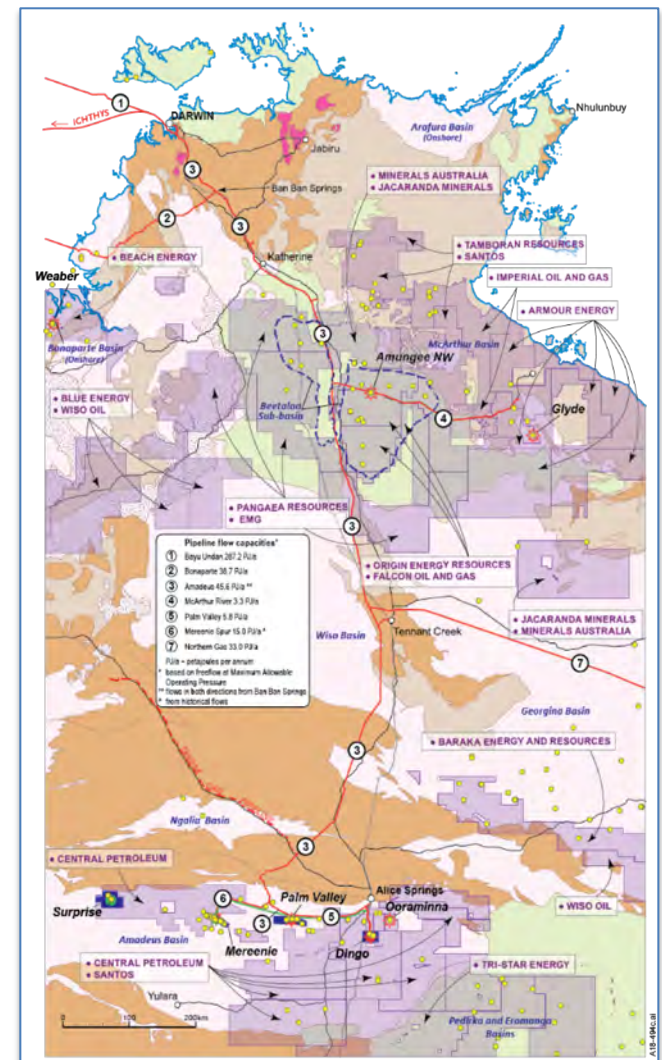 1
← ICHTHYS
DARWIN
Nhulunbuy
Arafura Basin
(Onshore)
3
Jabiru
• MINERALS AUSTRALIA
• JACARANDA MINERALS
Ban Ban Springs
2
3
• TAMBORAN RESOURCES
• SANTOS
• BEACH ENERGY
Katherine
Weaber
• IMPERIAL OIL AND GAS
• ARMOUR ENERGY
3
McArthur Basin
Bonaparte Basin
(Onshore)
Amungee NW
• BLUE ENERGY
• WISO OIL
Beetaloo
Sub-basin
4
Glyde
• PANGAEA RESOURCES
• EMG
3
Pipeline flow capacities*
1 Bayu Undan 287.2 PJ/a
2 Bonaparte 38.7 PJ/a
3 Amadeus 45.6 PJ/a **
4 McArthur River 3.3 PJ/a
5 Palm Valley 5.8 PJ/a
6 Mereenie Spur 15.0 PJ/a #
7 Northern Gas 33.0 PJ/a
PJ/a = petajoules per annum
* based on freeflow at Maximum Allowable
Operating Pressure
** flows in both directions from Ban Ban Springs
# from historical flows
• ORIGIN ENERGY RESOURCES
• FALCON OIL AND GAS
• JACARANDA MINERALS
• MINERALS AUSTRALIA
Wiso Basin
Tennant Creek
7
Georgina Basin
3
• BARAKA ENERGY AND RESOURCES
Ngalia Basin
3
• CENTRAL PETROLEUM
Alice Springs
• WISO OIL
Surprise
6
Palm Valley
Ooraminna
3
5
Amadeus Basin
Mereenie
Dingo
• CENTRAL PETROLEUM
• SANTOS
• TRI-STAR ENERGY
Yulara
0
200km
Pedirka and Eromanga
Basins
A18-494c.ai